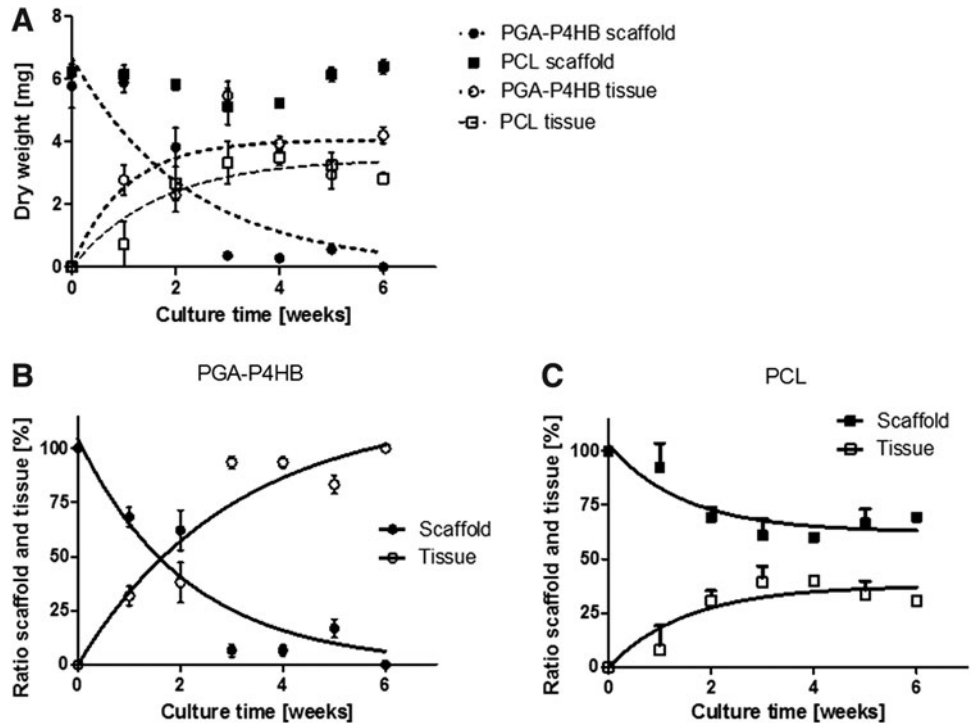 A
Dry weight [mg]
8
6
4
2
0
0 2 4 6
Culture time [weeks]
PGA-P4HB scaffold
PCL scaffold
PGA-P4HB tissue
PCL tissue
B
PGA-P4HB
Ratio scaffold and tissue [%]
100
75
50
25
0
0 2 4 6
Culture time [weeks]
Scaffold
Tissue
C
PCL
Ratio scaffold and tissue [%]
100
75
50
25
0
0 2 4 6
Culture time [weeks]
Scaffold
Tissue